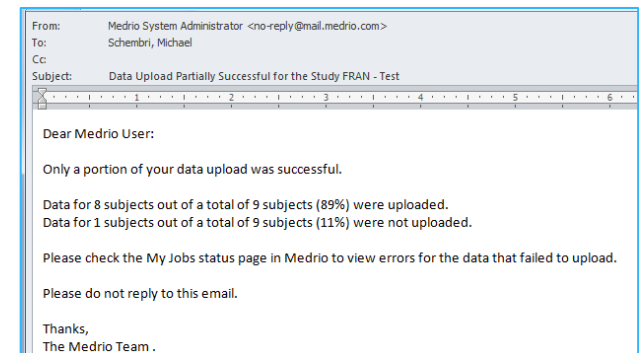 From: Medrio System Administrator <no-reply@mail.medrio.com>
To: Schembri, Michael
Cc:
Subject: Data Upload Partially Successful for the Study FRAN - Test
1 2 3 4 5 6
Dear Medrio User:
Only a portion of your data upload was successful.
Data for 8 subjects out of a total of 9 subjects (89%) were uploaded.
Data for 1 subjects out of a total of 9 subjects (11%) were not uploaded.
Please check the My Jobs status page in Medrio to view errors for the data that failed to upload.
Please do not reply to this email.
Thanks,
The Medrio Team .